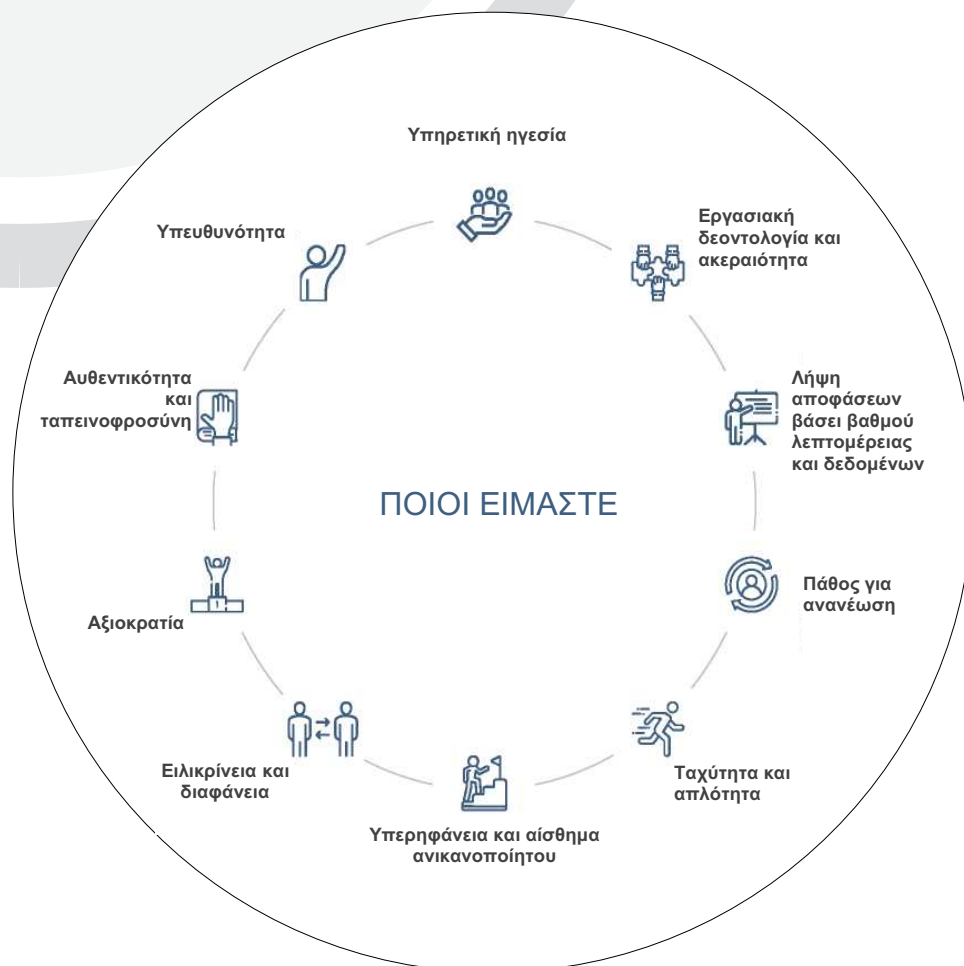 Υπηρετική ηγεσία
Εργασιακή
δεοντολογία και
ακεραιότητα
Λήψη
αποφάσεων
βάσει βαθμού
λεπτομέρειας
και δεδομένων
Πάθος για
ανανέωση
Ταχύτητα και
απλότητα
Υπερηφάνεια και αίσθημα
ανικανοποίητου
Ειλικρίνεια και
διαφάνεια
Αξιοκρατία
Αυθεντικότητα
και
ταπεινοφροσύνη
Υπευθυνότητα
ΠΟΙΟΙ ΕΙΜΑΣΤΕ